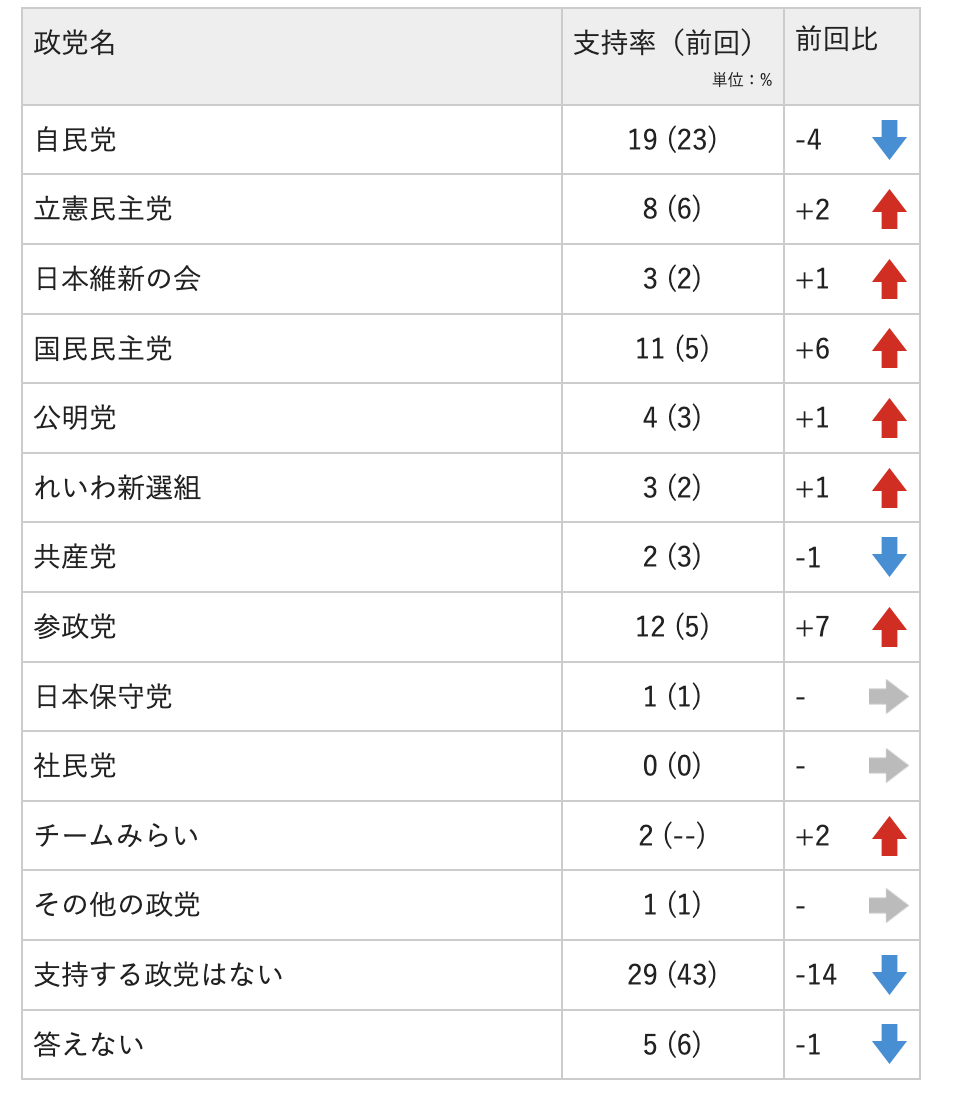 政党名 支持率（前回） 前回比
単位：%
自民党 19 (23) -4
立憲民主党 8 (6) +2
日本維新の会 3 (2) +1
国民民主党 11 (5) +6
公明党 4 (3) +1
れいわ新選組 3 (2) +1
共産党 2 (3) -1
参政党 12 (5) +7
日本保守党 1 (1) -
社民党 0 (0) -
チームみらい 2 (--) +2
その他の政党 1 (1) -
支持する政党はない 29 (43) -14
答えない 5 (6) -1